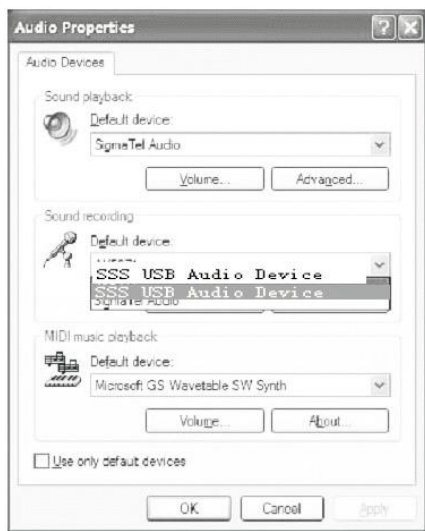 Audio Properties
Audio Devices
Sound playback
Default device:
SigmaTel Audio
Volume...
Advanced...
Sound recording
Default device:
SSS USB Audio Device
SSS USB Audio Device
SigmaTel Audio
MIDI music playback
Default device:
Microsoft GS Wavetable SW Synth
Volume...
About...
Use only default devices
OK
Cancel
Apply